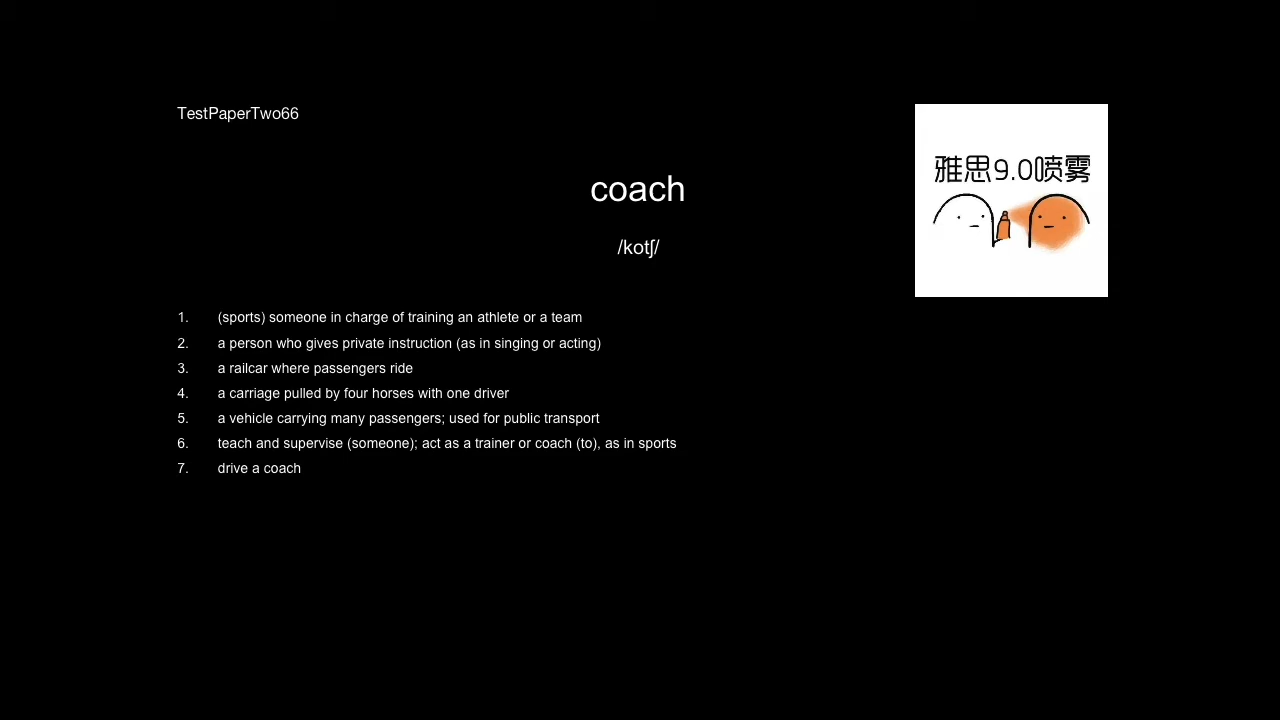 TestPaperTwo66
雅思9.0喷雾
coach
/kotʃ/
1. (sports) someone in charge of training an athlete or a team
2. a person who gives private instruction (as in singing or acting)
3. a railcar where passengers ride
4. a carriage pulled by four horses with one driver
5. a vehicle carrying many passengers; used for public transport
6. teach and supervise (someone); act as a trainer or coach (to), as in sports
7. drive a coach